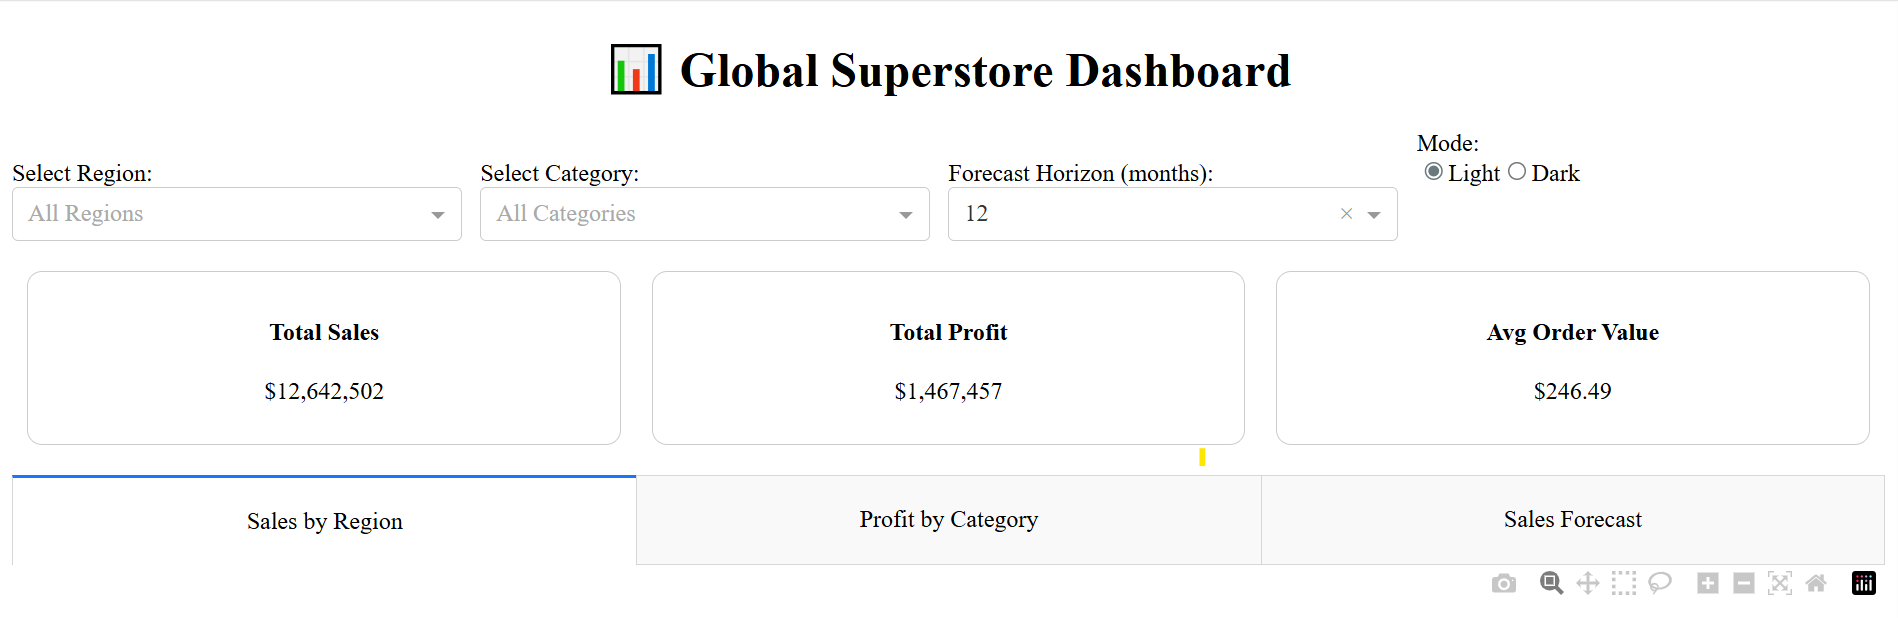 Global Superstore Dashboard
Mode:
Select Region:
Select Category:
Forecast Horizon (months):
Light
Dark
All Regions
All Categories
12
Total Sales
Total Profit
Avg Order Value
$12,642,502
$1,467,457
$246.49
Sales by Region
Profit by Category
Sales Forecast